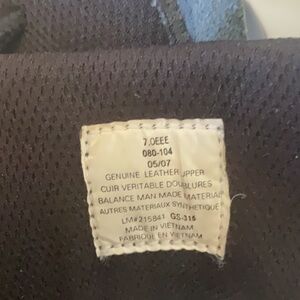 7.0EEE
080-104
05/07
GENUINE LEATHER UPPER
CUIR VERITABLE DOUBLURES
BALANCE MAN MADE MATERIAL
AUTRES MATERIAUX SYNTHETIQUE
LM#215841 GS-315
MADE IN VIETNAM
FABRIQUE EN VIETNAM